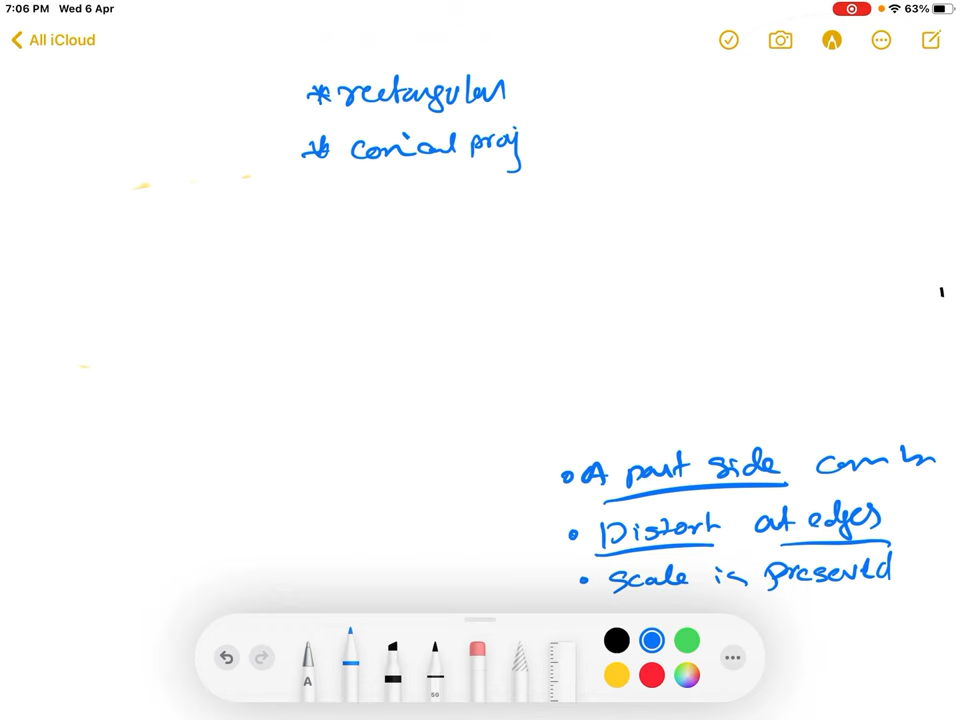 7:06 PM Wed 6 Apr
63%
All iCloud
* rectangular
* conical proj
• A part side
• Distort at edges
• scale is preserved
A
50